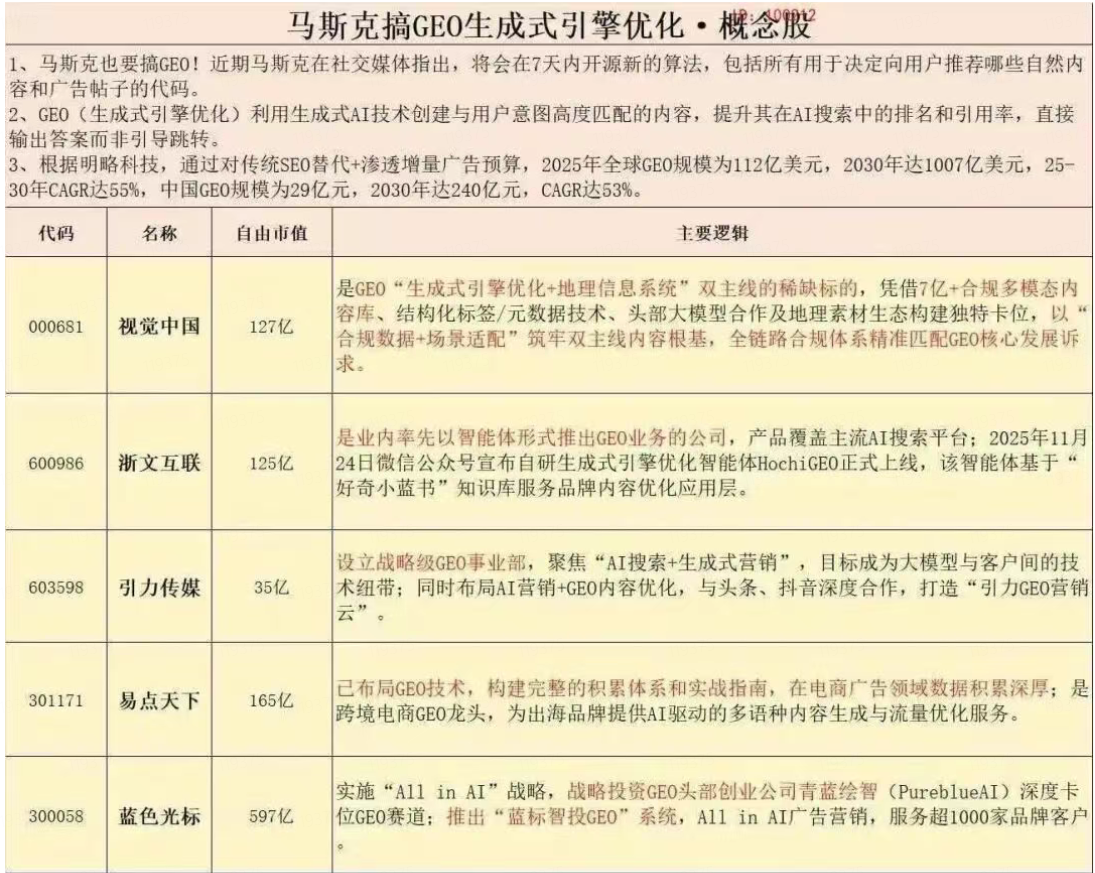 马斯克搞GEO生成式引擎优化·概念股
1、马斯克也要搞GEO！近期马斯克在社交媒体指出，将会在7天内开源新的算法，包括所有用于决定向用户推荐哪些自然内
容和广告帖子的代码。
2、GEO（生成式引擎优化）利用生成式AI技术创建与用户意图高度匹配的内容，提升其在AI搜索中的排名和引用率，直接
输出答案而非引导跳转。
3、根据明略科技，通过对传统SEO替代+渗透增量广告预算，2025年全球GEO规模为112亿美元，2030年达1007亿美元，25-
30年CAGR达55%，中国GEO规模为29亿元，2030年达240亿元，CAGR达53%。
代码 名称 自由市值 主要逻辑
是GEO“生成式引擎优化+地理信息系统”双主线的稀缺标的，凭借7亿+合规多模态内
容库、结构化标签/元数据技术、头部大模型合作及地理素材生态构建独特卡位，以“
000681 视觉中国 127亿
合规数据+场景适配”筑牢双主线内容根基，全链路合规体系精准匹配GEO核心发展诉
求。
是业内率先以智能体形式推出GEO业务的公司，产品覆盖主流AI搜索平台；2025年11月
600986 浙文互联 125亿
24日微信公众号宣布自研生成式引擎优化智能体HochiGEO正式上线，该智能体基于“
好奇小蓝书”知识库服务品牌内容优化应用层。
设立战略级GEO事业部，聚焦“AI搜索+生成式营销”，目标成为大模型与客户间的技
603598 引力传媒 35亿
术纽带；同时布局AI营销+GEO内容优化，与头条、抖音深度合作，打造“引力GEO营销
云”。
已布局GEO技术，构建完整的积累体系和实战指南，在电商广告领域数据积累深厚；是
301171 易点天下 165亿
跨境电商GEO龙头，为出海品牌提供AI驱动的多语种内容生成与流量优化服务。
实施“All in AI”战略，战略投资GEO头部创业公司青蓝绘智（PureblueAI）深度卡
300058 蓝色光标 597亿
位GEO赛道；推出“蓝标智投GEO”系统，All in AI广告营销，服务超1000家品牌客户
。